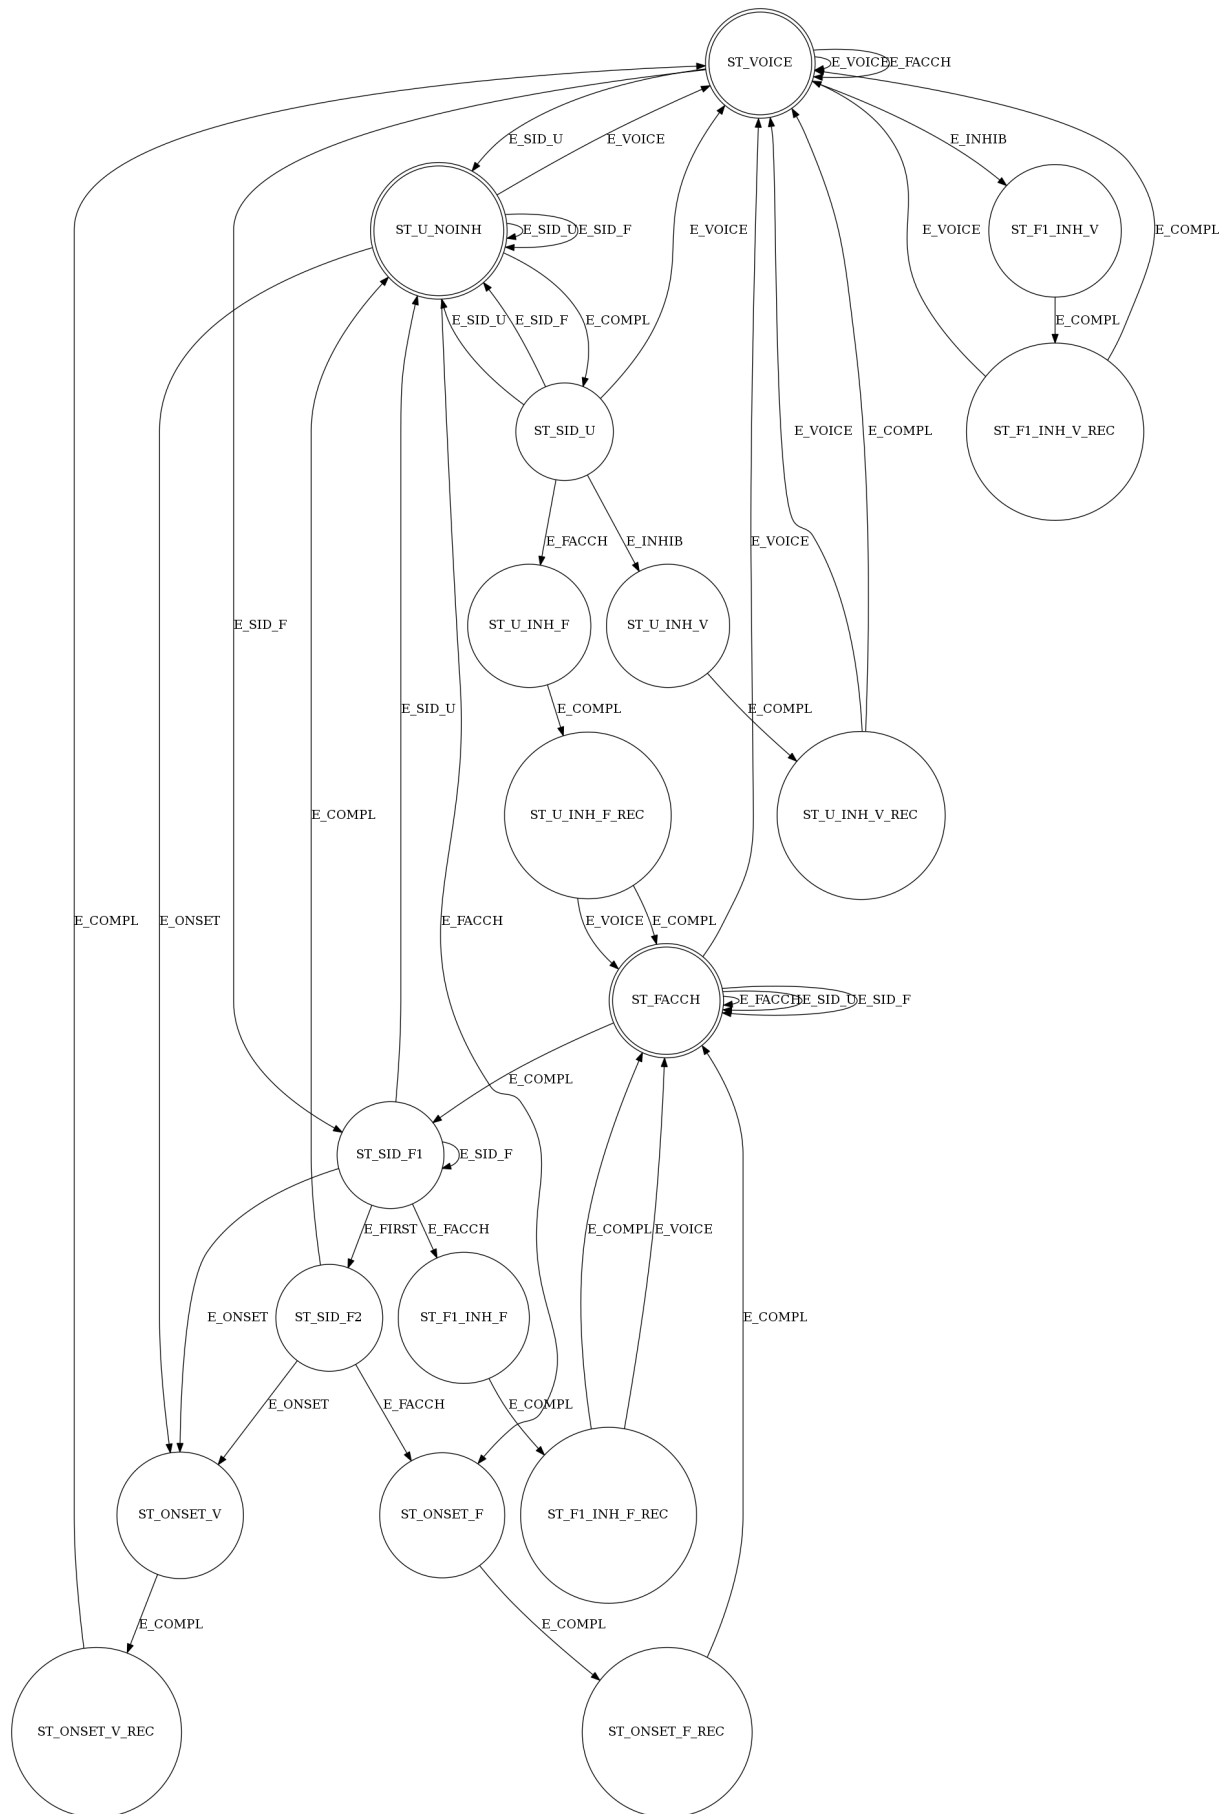 ST_VOICE
E_VOICE
E_FACCH
E_SID_U
E_VOICE
E_INHIB
ST_U_NOINH
E_SID_U
E_SID_F
E_VOICE
E_VOICE
ST_F1_INH_V
E_COMPL
E_SID_U
E_SID_F
E_COMPL
E_COMPL
ST_SID_U
E_VOICE
E_COMPL
ST_F1_INH_V_REC
E_FACCH
E_INHIB
E_VOICE
E_SID_F
ST_U_INH_F
ST_U_INH_V
E_SID_U
E_COMPL
E_COMPL
E_COMPL
ST_U_INH_F_REC
ST_U_INH_V_REC
E_COMPL
E_ONSET
E_FACCH
E_VOICE
E_COMPL
ST_FACCH
E_FACCH
E_SID_U
E_SID_F
E_COMPL
ST_SID_F1
E_SID_F
E_FIRST
E_FACCH
E_COMPL
E_VOICE
E_ONSET
ST_SID_F2
ST_F1_INH_F
E_COMPL
E_ONSET
E_FACCH
E_COMPL
ST_ONSET_V
ST_ONSET_F
ST_F1_INH_F_REC
E_COMPL
E_COMPL
ST_ONSET_V_REC
ST_ONSET_F_REC